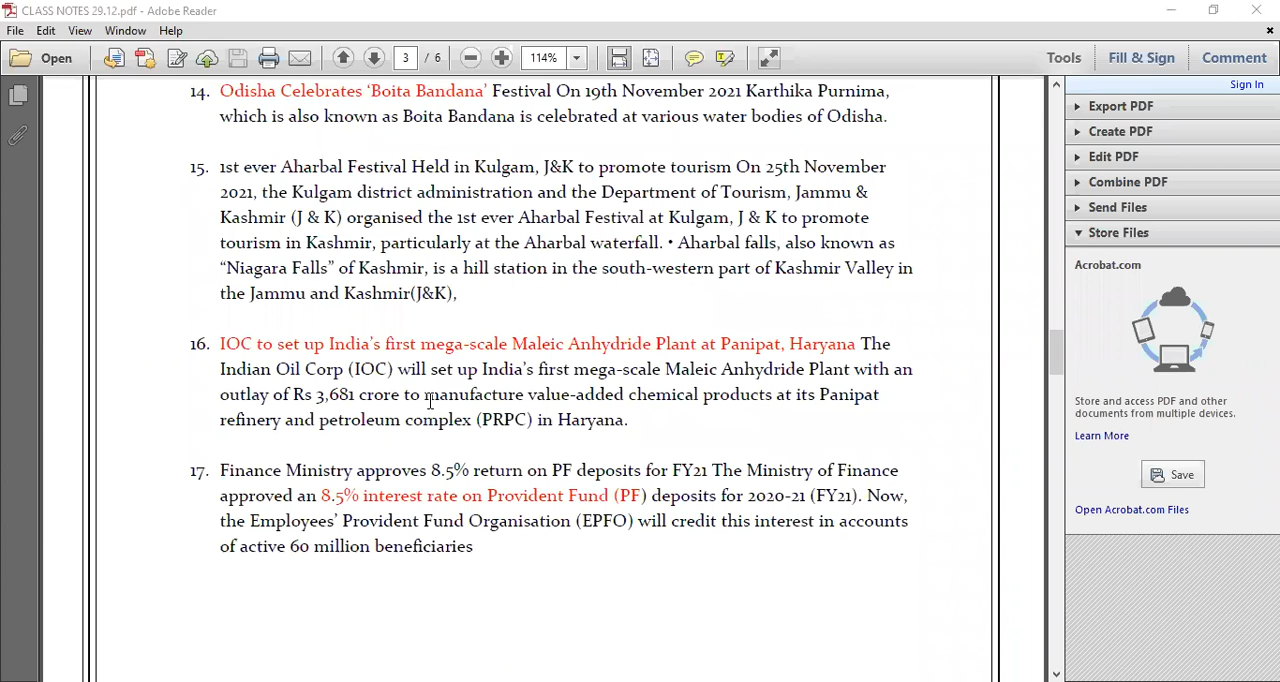 CLASS NOTES 29.12.pdf - Adobe Reader
File Edit View Window Help
Open 3 / 6 114% Tools Fill & Sign Comment
14. Odisha Celebrates ‘Boita Bandana’ Festival On 19th November 2021 Karthika Purnima,
which is also known as Boita Bandana is celebrated at various water bodies of Odisha.
15. 1st ever Aharbal Festival Held in Kulgam, J&K to promote tourism On 25th November
2021, the Kulgam district administration and the Department of Tourism, Jammu &
Kashmir (J & K) organised the 1st ever Aharbal Festival at Kulgam, J & K to promote
tourism in Kashmir, particularly at the Aharbal waterfall. • Aharbal falls, also known as
“Niagara Falls” of Kashmir, is a hill station in the south-western part of Kashmir Valley in
the Jammu and Kashmir(J&K),
16. IOC to set up India’s first mega-scale Maleic Anhydride Plant at Panipat, Haryana The
Indian Oil Corp (IOC) will set up India’s first mega-scale Maleic Anhydride Plant with an
outlay of Rs 3,681 crore to manufacture value-added chemical products at its Panipat
refinery and petroleum complex (PRPC) in Haryana.
17. Finance Ministry approves 8.5% return on PF deposits for FY21 The Ministry of Finance
approved an 8.5% interest rate on Provident Fund (PF) deposits for 2020-21 (FY21). Now,
the Employees’ Provident Fund Organisation (EPFO) will credit this interest in accounts
of active 60 million beneficiaries
Sign In
Export PDF
Create PDF
Edit PDF
Combine PDF
Send Files
Store Files
Acrobat.com
Store and access PDF and other
documents from multiple devices.
Learn More
Save
Open Acrobat.com Files